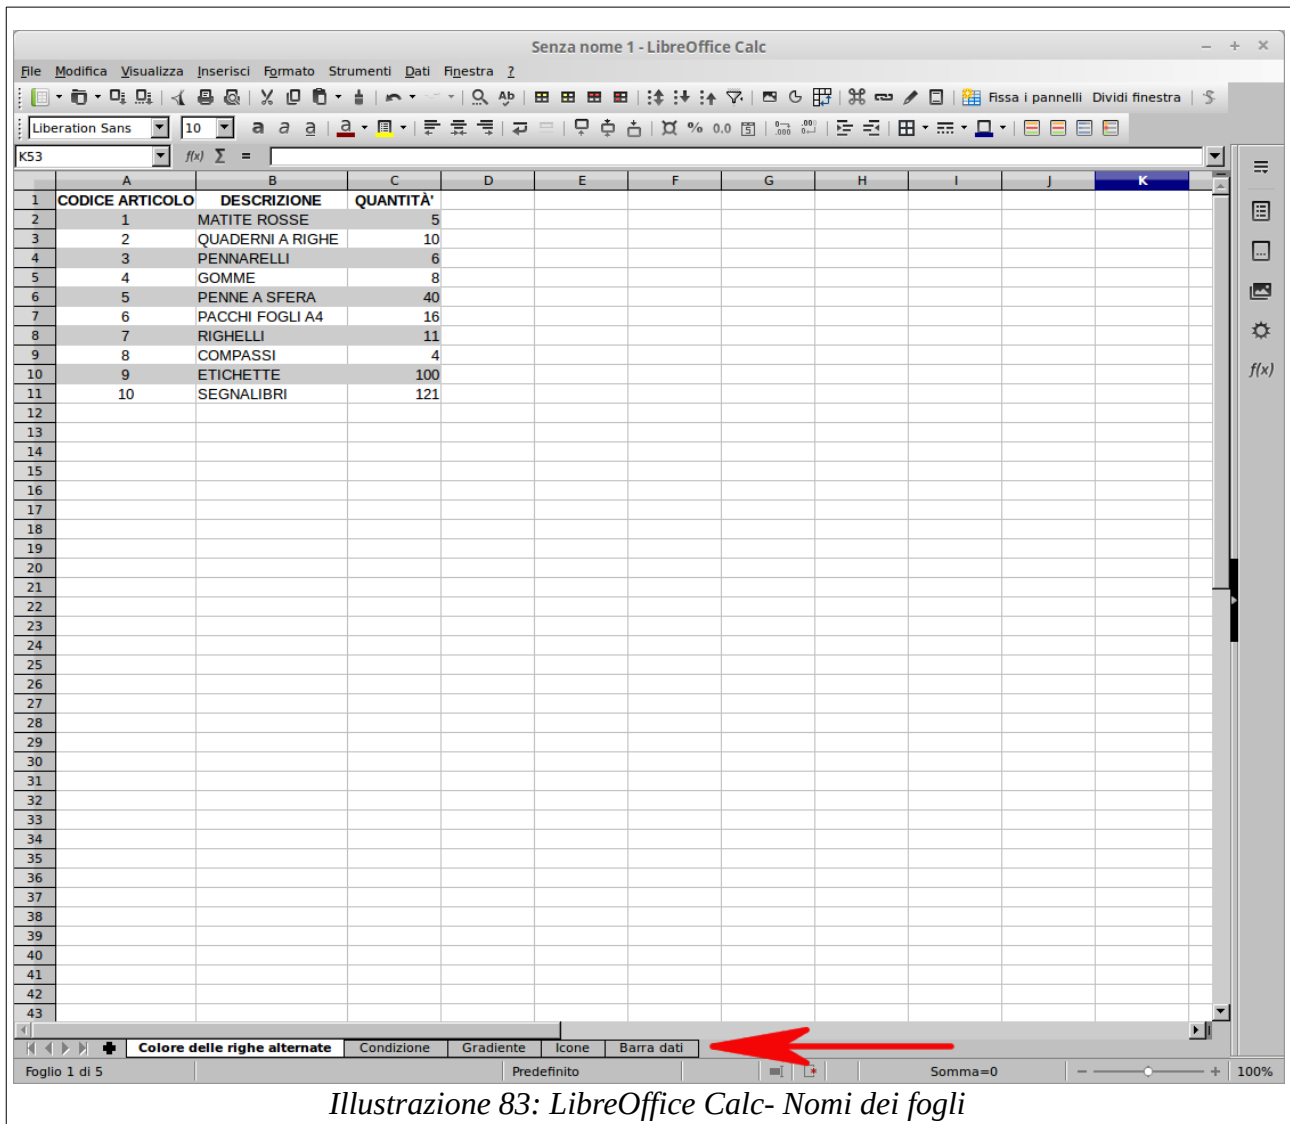 Senza nome 1 - LibreOffice Calc
File Modifica Visualizza Inserisci Formato Strumenti Dati Finestra ?
Fissa i pannelli Dividi finestra
Liberation Sans 10 a a a a % 0.0
K53 f(x) Σ =
A B C D E F G H I J K
1 CODICE ARTICOLO DESCRIZIONE QUANTITÀ'
2 1 MATITE ROSSE 5
3 2 QUADERNI A RIGHE 10
4 3 PENNARELLI 6
5 4 GOMME 8
6 5 PENNE A SFERA 40
7 6 PACCHI FOGLI A4 16
8 7 RIGHELLI 11
9 8 COMPASSI 4
10 9 ETICHETTE 100
f(x)
11 10 SEGNALIBRI 121
12
13
14
15
16
17
18
19
20
21
22
23
24
25
26
27
28
29
30
31
32
33
34
35
36
37
38
39
40
41
42
43
Colore delle righe alternate Condizione Gradiente Icone Barra dati
Foglio 1 di 5 Predefinito Somma=0 100%
Illustrazione 83: LibreOffice Calc- Nomi dei fogli